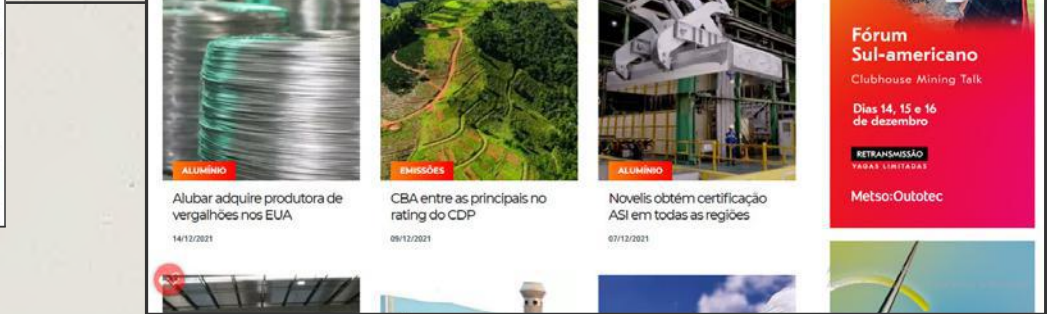 ALUMÍNIO
Alubar adquire produtora de
vergalhões nos EUA
14/12/2021
EMISSÕES
CBA entre as principais no
rating do CDP
09/12/2021
ALUMÍNIO
Novelis obtém certificação
ASI em todas as regiões
07/12/2021
Fórum
Sul-americano
Clubhouse Mining Talk
Dias 14, 15 e 16
de dezembro
RETRANSMISSÃO
VAGAS LIMITADAS
Metso:Outotec